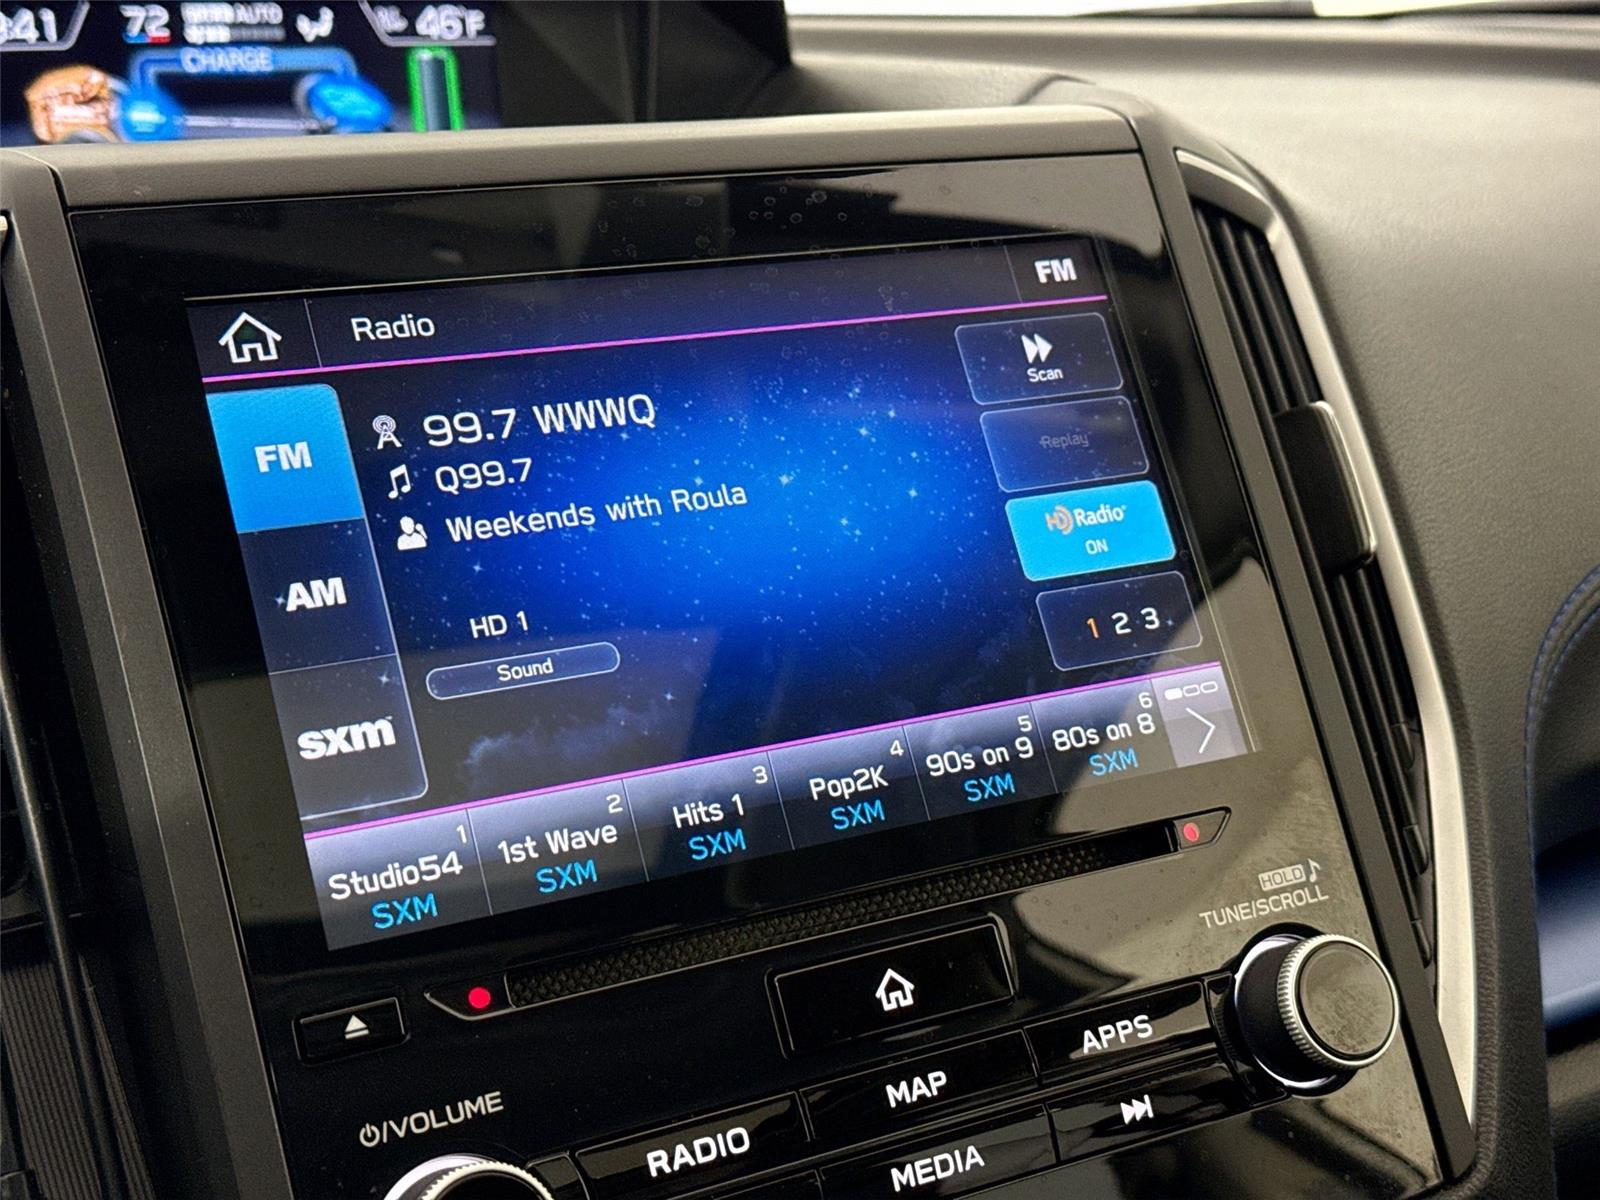 :41
72
AUTO
46°F
CHARGE
Radio
FM
FM
AM
sxm
99.7 WWWQ
Q99.7
Weekends with Roula
HD 1
Sound
Scan
Replay
HD Radio
ON
1 2 3
1
Studio54
SXM
2
1st Wave
SXM
3
Hits 1
SXM
4
Pop2K
SXM
5
90s on 9
SXM
6
80s on 8
SXM
HOLD
TUNE/SCROLL
/VOLUME
RADIO
MAP
APPS
MEDIA